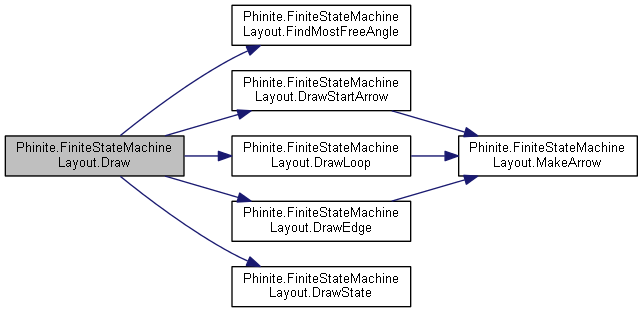 Phinite.FiniteStateMachine
Layout.Draw
Phinite.FiniteStateMachine
Layout.FindMostFreeAngle
Phinite.FiniteStateMachine
Layout.DrawStartArrow
Phinite.FiniteStateMachine
Layout.DrawLoop
Phinite.FiniteStateMachine
Layout.DrawEdge
Phinite.FiniteStateMachine
Layout.DrawState
Phinite.FiniteStateMachine
Layout.MakeArrow